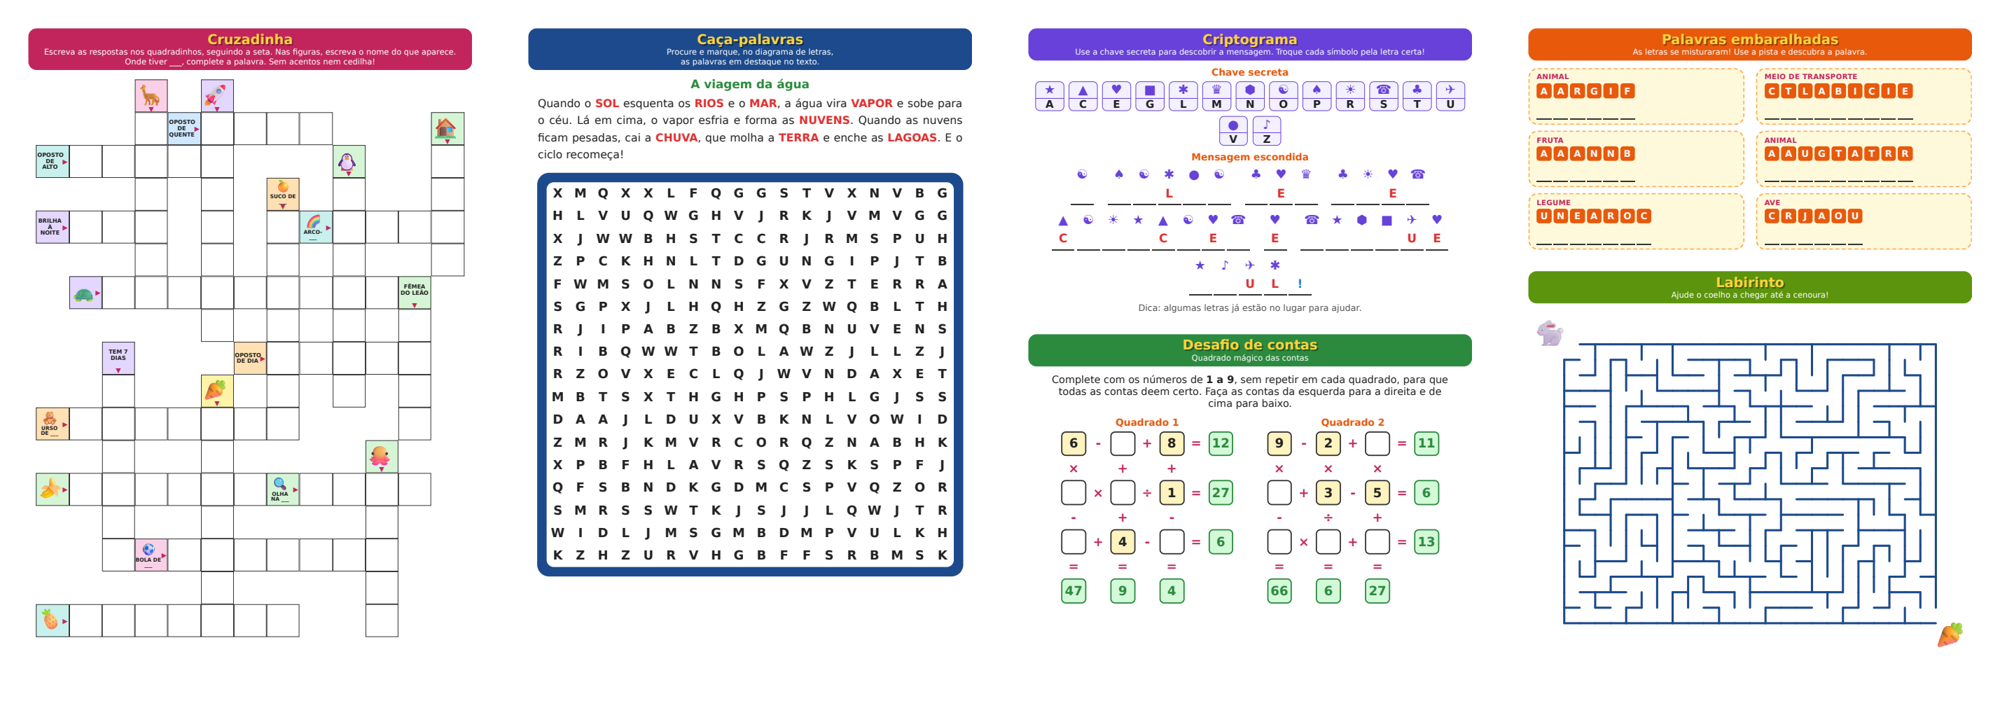 Cruzadinha
Escreva as respostas nos quadradinhos, seguindo a seta. Nas figuras, escreva o nome do que aparece.
Onde tiver ___, complete a palavra. Sem acentos nem cedilha!
OPOSTO DE QUENTE
OPOSTO DE ALTO
SUCO DE
BRILHA À NOITE
ARCO-___
FÊMEA DO LEÃO
TEM 7 DIAS
OPOSTO DE DIA
URSO DE ___
OLHA NA ___
BOLA DE ___
Caça-palavras
Procure e marque, no diagrama de letras,
as palavras em destaque no texto.
A viagem da água
Quando o SOL esquenta os RIOS e o MAR, a água vira VAPOR e sobe para
o céu. Lá em cima, o vapor esfria e forma as NUVENS. Quando as nuvens
ficam pesadas, cai a CHUVA, que molha a TERRA e enche as LAGOAS. E o
ciclo recomeça!
X M Q X X L F Q G G S T V X N V B G
H L V U Q W G H V J R K J V M V G G
X J W W B H S T C C R J R M S P U H
Z P C K H N L T D G U N G I P J T B
F W M S O L N N S F X V Z T E R R A
S G P X J L H Q H Z G Z W Q B L T H
R J I P A B Z B X M Q B N U V E N S
R I B Q W W T B O L A W Z J L L Z J
R Z O V X E C L Q J W V N D A X E T
M B T S X T H G H P S P H L G J S S
D A A J L D U X V B K N L V O W I D
Z M R J K M V R C O R Q Z N A B H K
X P B F H L A V R S Q Z S K S P F J
Q F S B N D K G D M C S P V Q Z O R
S M R S S W T K J S J J L Q W J T R
W I D L J M S G M B D M P V U L K H
K Z H Z U R V H G B F F S R B M S K
Criptograma
Use a chave secreta para descobrir a mensagem. Troque cada símbolo pela letra certa!
Chave secreta
★ ▲ ♥ ■ ✱ ♛ ⬢ ☯ ♠ ☀ ☎ ♣ ✈
A C E G L M N O P R S T U
● ♪
V Z
Mensagem escondida
☯ ♠ ☯ ✱ ● ☯ ♣ ♥ ♛ ♣ ☀ ♥ ☎
L E E
▲ ☯ ☀ ★ ▲ ☯ ♥ ☎ ♥ ☎ ★ ⬢ ■ ✈ ♥
C C E E U E
★ ♪ ✈ ✱
U L !
Dica: algumas letras já estão no lugar para ajudar.
Desafio de contas
Quadrado mágico das contas
Complete com os números de 1 a 9, sem repetir em cada quadrado, para que
todas as contas deem certo. Faça as contas da esquerda para a direita e de
cima para baixo.
Quadrado 1
6 - + 8 = 12
× + +
× ÷ 1 = 27
- + -
+ 4 - = 6
= = =
47 9 4
Quadrado 2
9 - 2 + = 11
× × ×
+ 3 - 5 = 6
- ÷ +
× + = 13
= = =
66 6 27
Palavras embaralhadas
As letras se misturaram! Use a pista e descubra a palavra.
ANIMAL
A A R G I F
MEIO DE TRANSPORTE
C T L A B I C I E
FRUTA
A A A N N B
ANIMAL
A A U G T A T R R
LEGUME
U N E A R O C
AVE
C R J A O U
Labirinto
Ajude o coelho a chegar até a cenoura!